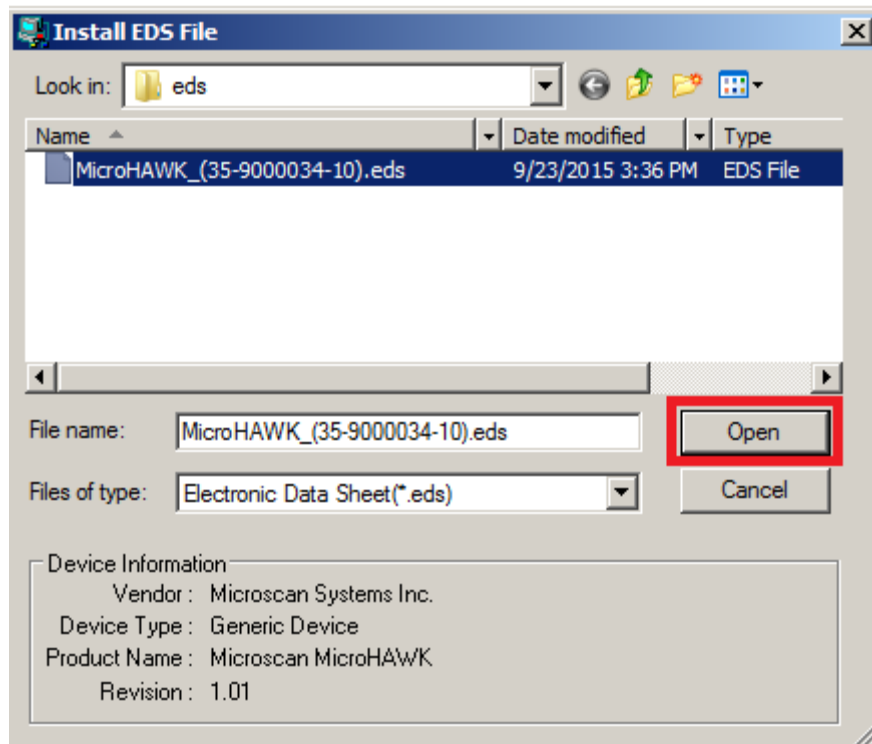 Install EDS File
Look in: eds
Name Date modified Type
MicroHAWK_(35-9000034-10).eds 9/23/2015 3:36 PM EDS File
File name: MicroHAWK_(35-9000034-10).eds Open
Files of type: Electronic Data Sheet(*.eds) Cancel
Device Information
Vendor : Microscan Systems Inc.
Device Type : Generic Device
Product Name : Microscan MicroHAWK
Revision : 1.01